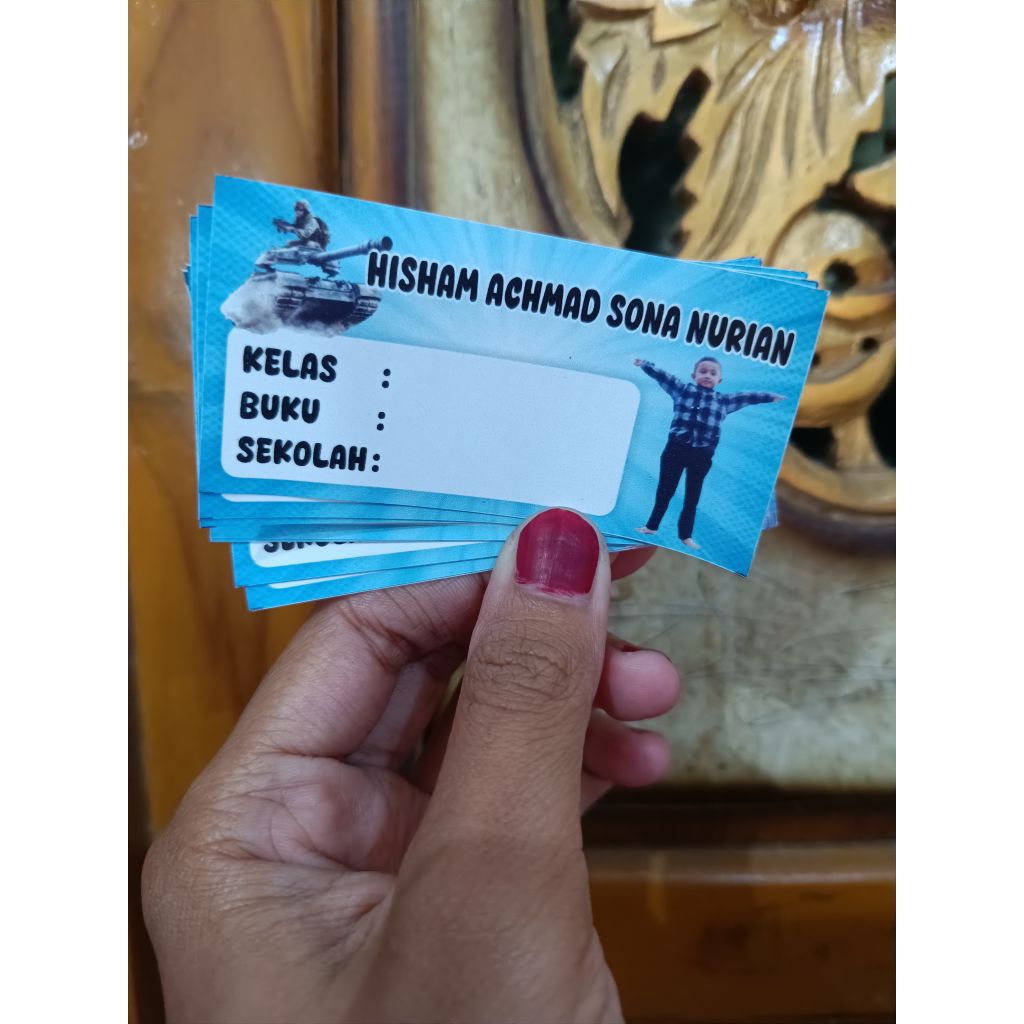 HISHAM ACHMAD SONA NURIAN
KELAS :
BUKU :
SEKOLAH :